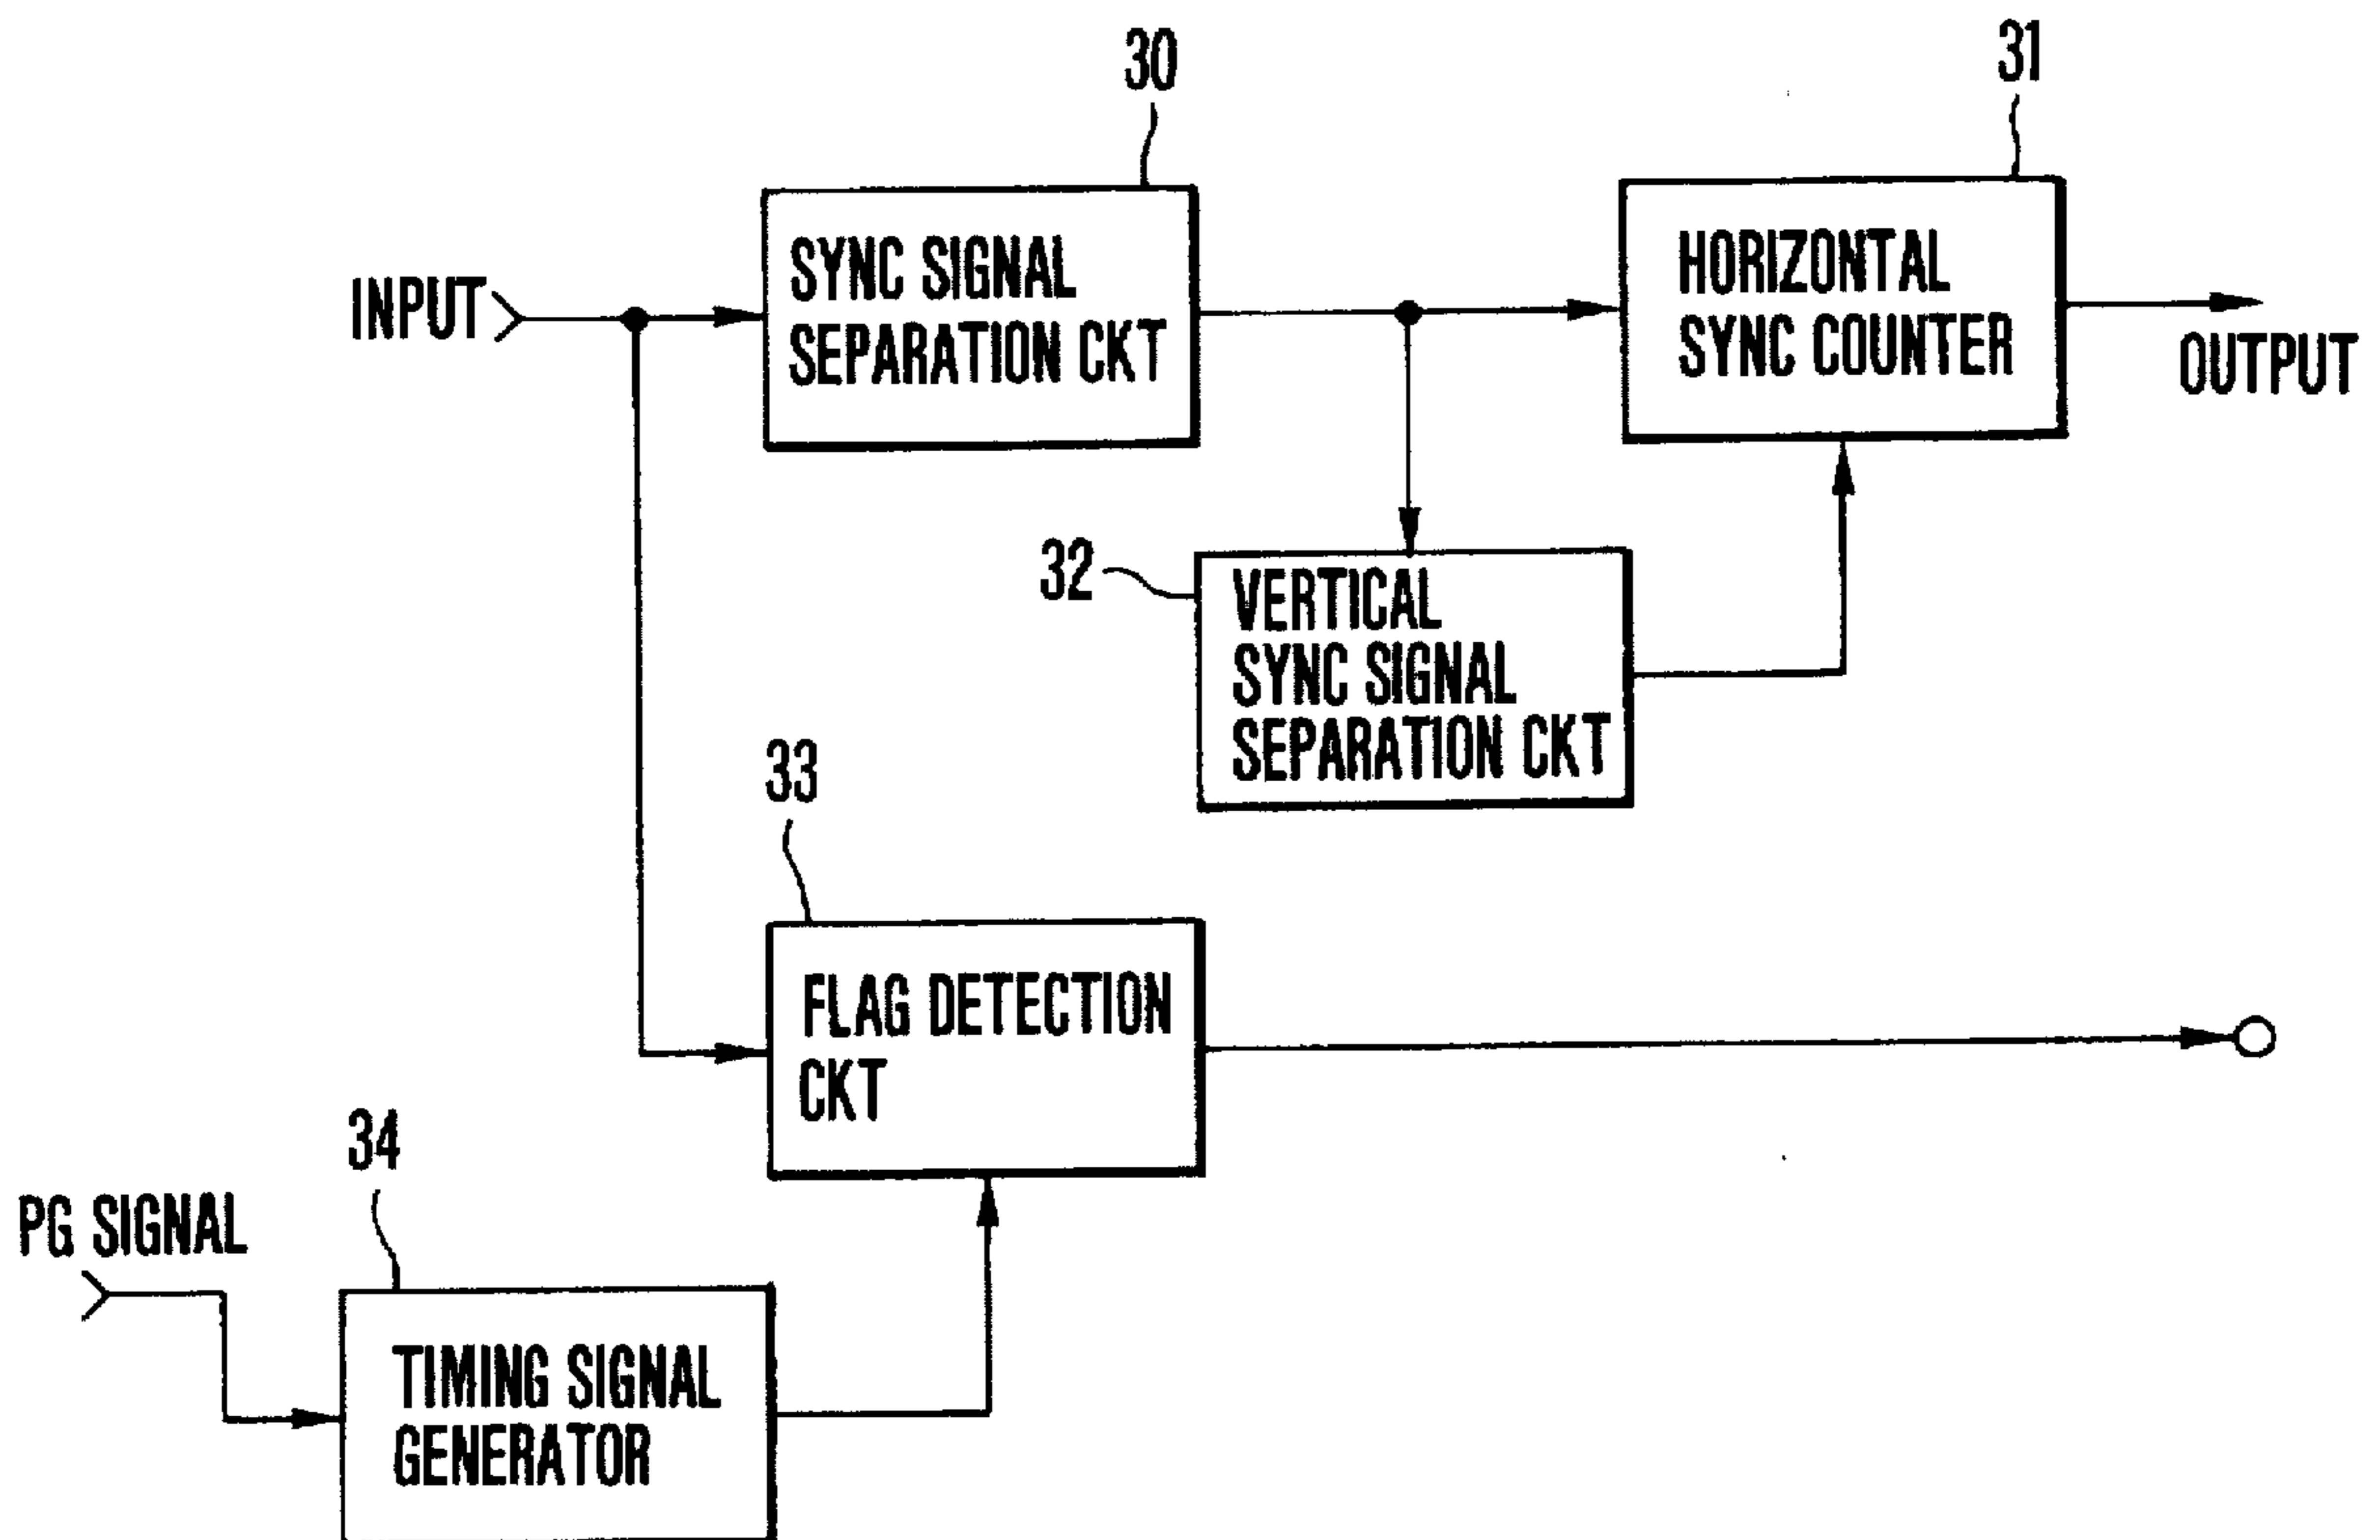 30
31
INPUT
SYNC SIGNAL
SEPARATION CKT
HORIZONTAL
SYNC COUNTER
OUTPUT
32
VERTICAL
SYNC SIGNAL
SEPARATION CKT
33
FLAG DETECTION
CKT
34
PG SIGNAL
TIMING SIGNAL
GENERATOR